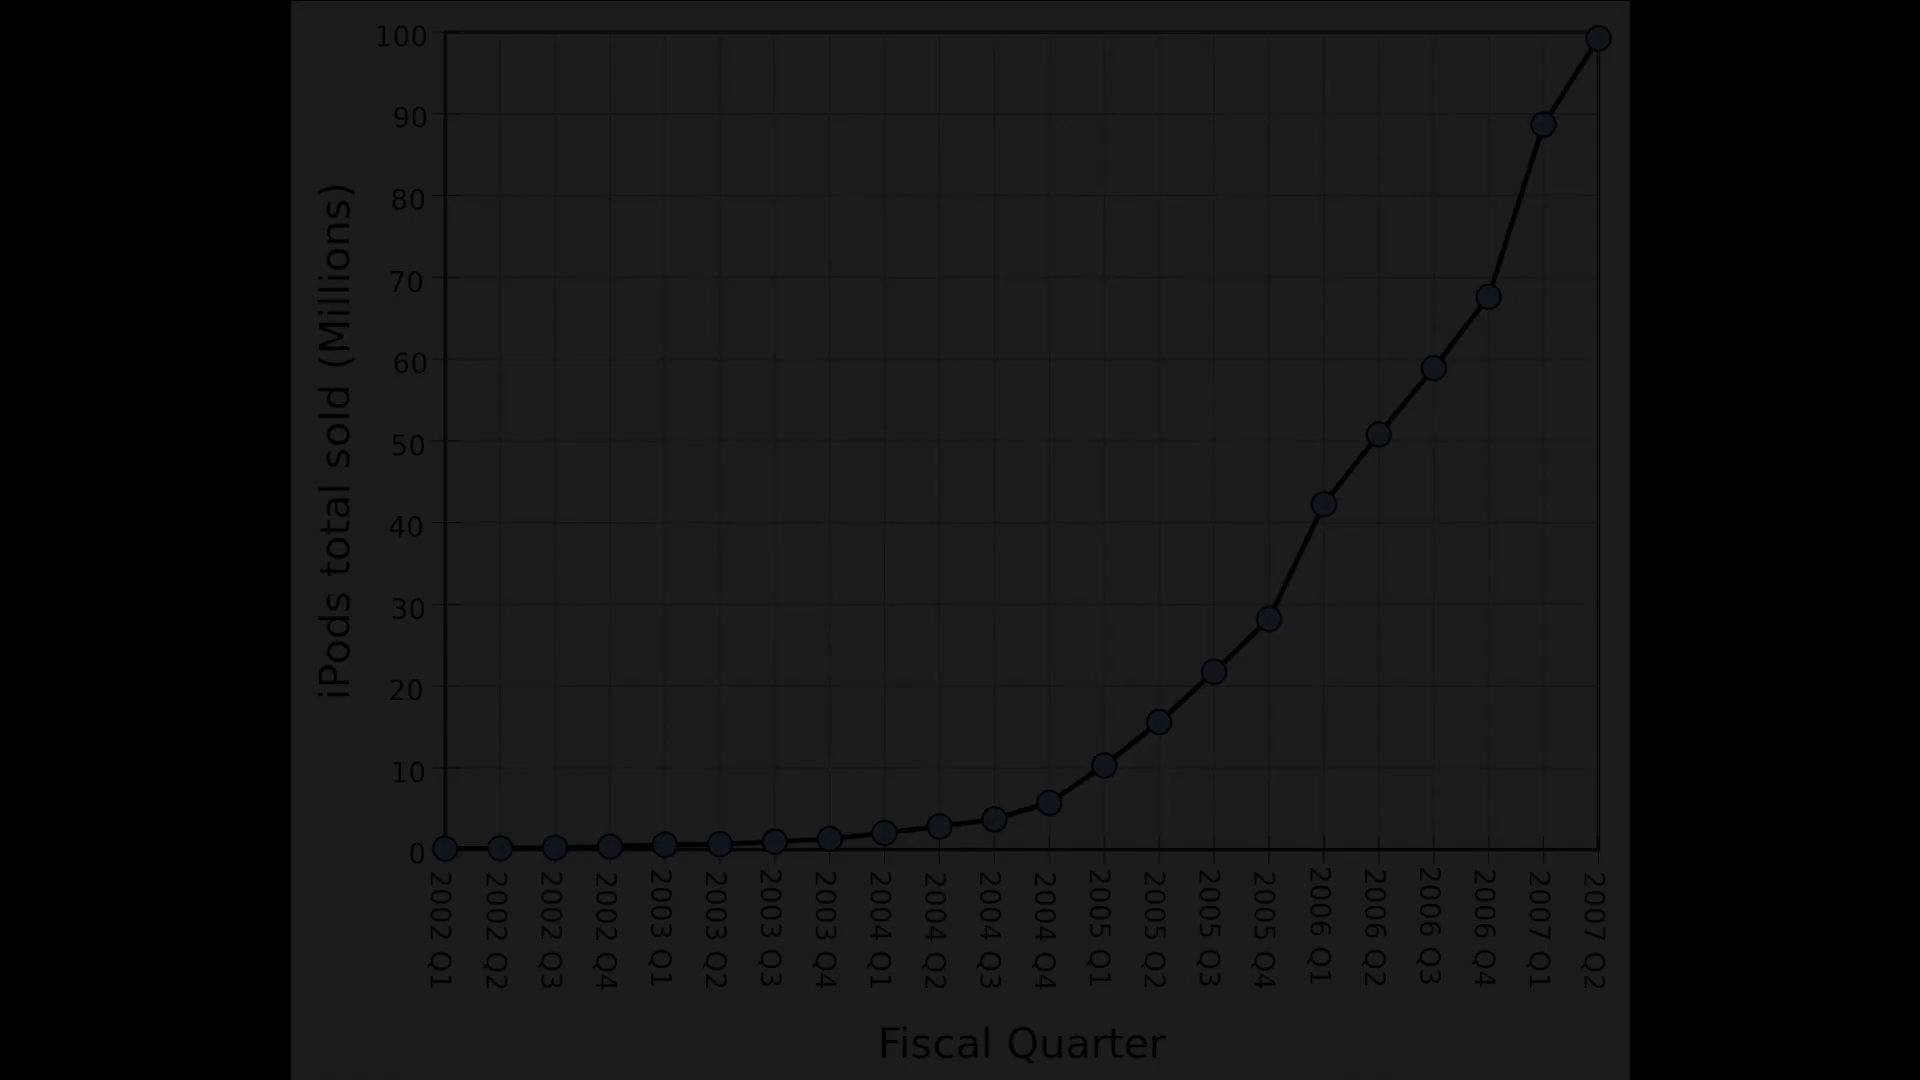 100
90
80
70
60
50
40
30
20
10
0
iPods total sold (Millions)
2002 Q1
2002 Q2
2002 Q3
2002 Q4
2003 Q1
2003 Q2
2003 Q3
2003 Q4
2004 Q1
2004 Q2
2004 Q3
2004 Q4
2005 Q1
2005 Q2
2005 Q3
2005 Q4
2006 Q1
2006 Q2
2006 Q3
2006 Q4
2007 Q1
2007 Q2
Fiscal Quarter